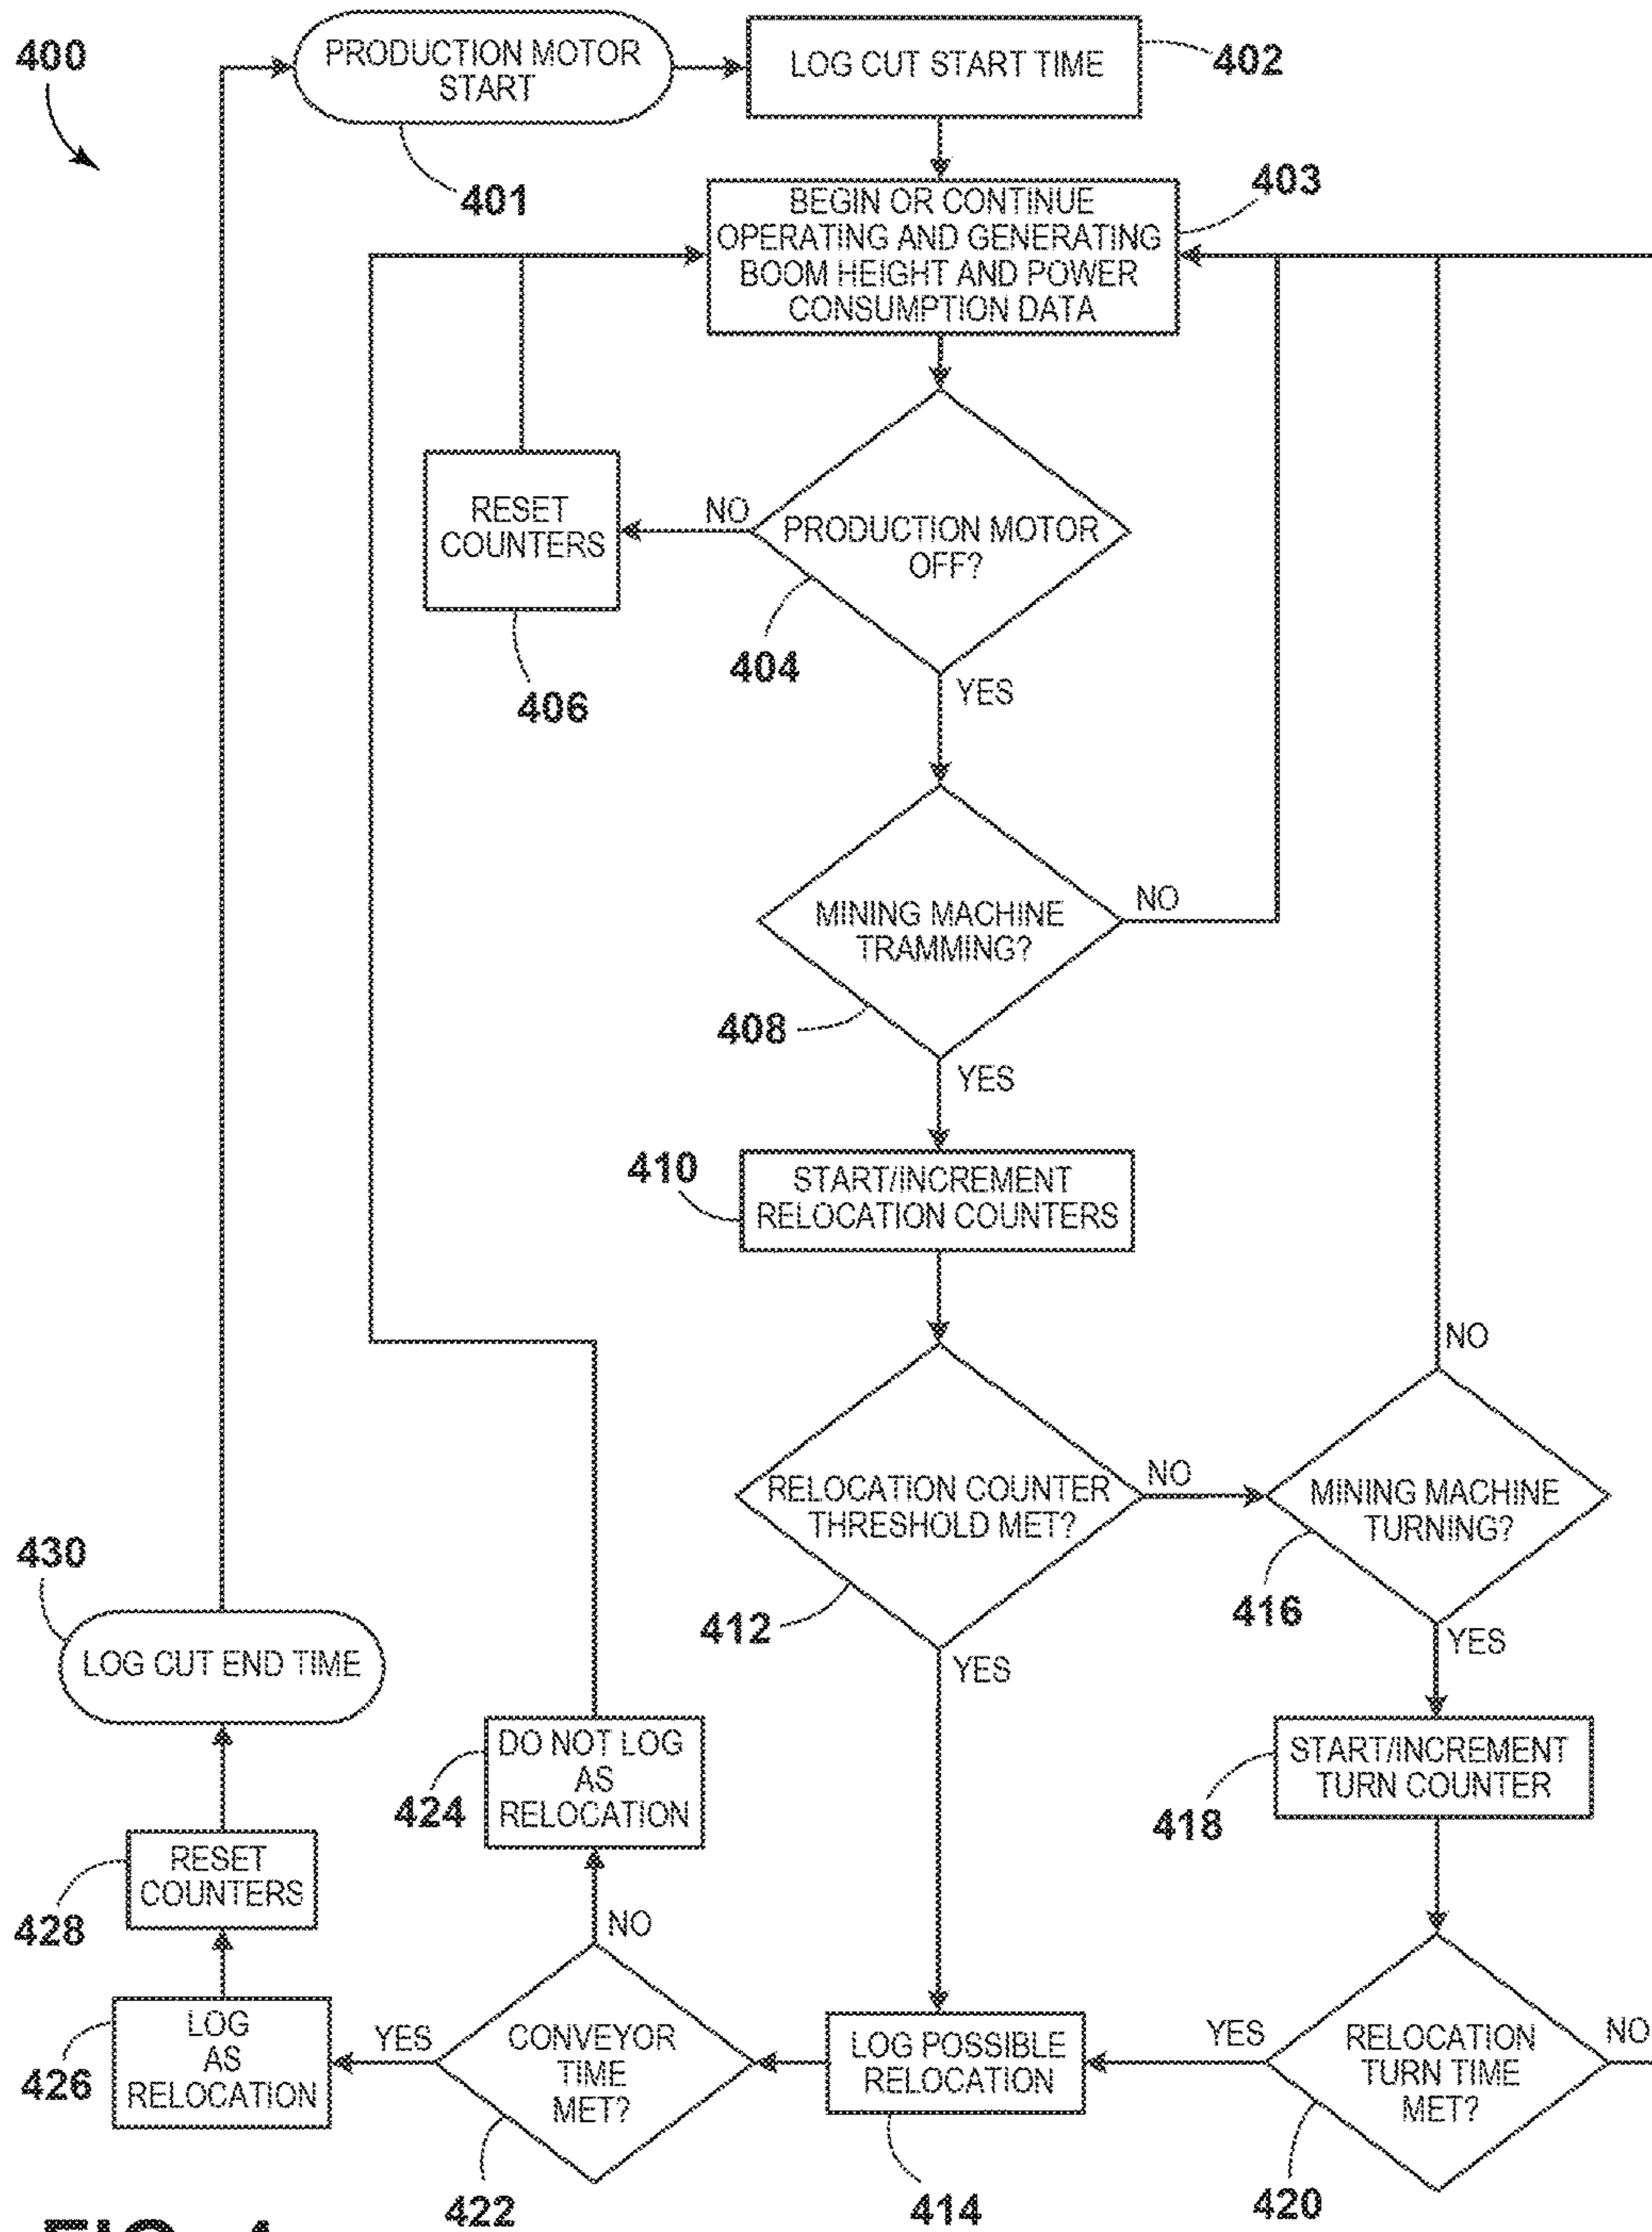 400
PRODUCTION MOTOR
START
401
LOG CUT START TIME
402
BEGIN OR CONTINUE
OPERATING AND GENERATING
BOOM HEIGHT AND POWER
CONSUMPTION DATA
403
RESET
COUNTERS
406
NO
PRODUCTION MOTOR
OFF?
404
YES
MINING MACHINE
TRAMMING?
NO
408
YES
410
START/INCREMENT
RELOCATION COUNTERS
RELOCATION COUNTER
THRESHOLD MET?
NO
412
YES
NO
MINING MACHINE
TURNING?
416
YES
START/INCREMENT
TURN COUNTER
418
430
LOG CUT END TIME
DO NOT LOG
AS
RELOCATION
424
RESET
COUNTERS
428
NO
LOG
AS
RELOCATION
426
YES
CONVEYOR
TIME
MET?
422
LOG POSSIBLE
RELOCATION
414
YES
RELOCATION
TURN TIME
MET?
NO
420